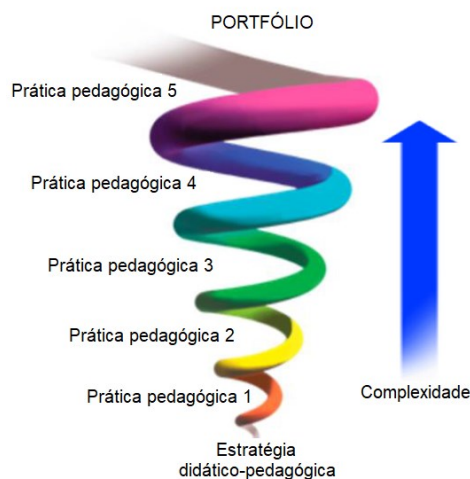 PORTFÓLIO
Prática pedagógica 5
Prática pedagógica 4
Prática pedagógica 3
Prática pedagógica 2
Prática pedagógica 1
Complexidade
Estratégia
didático-pedagógica